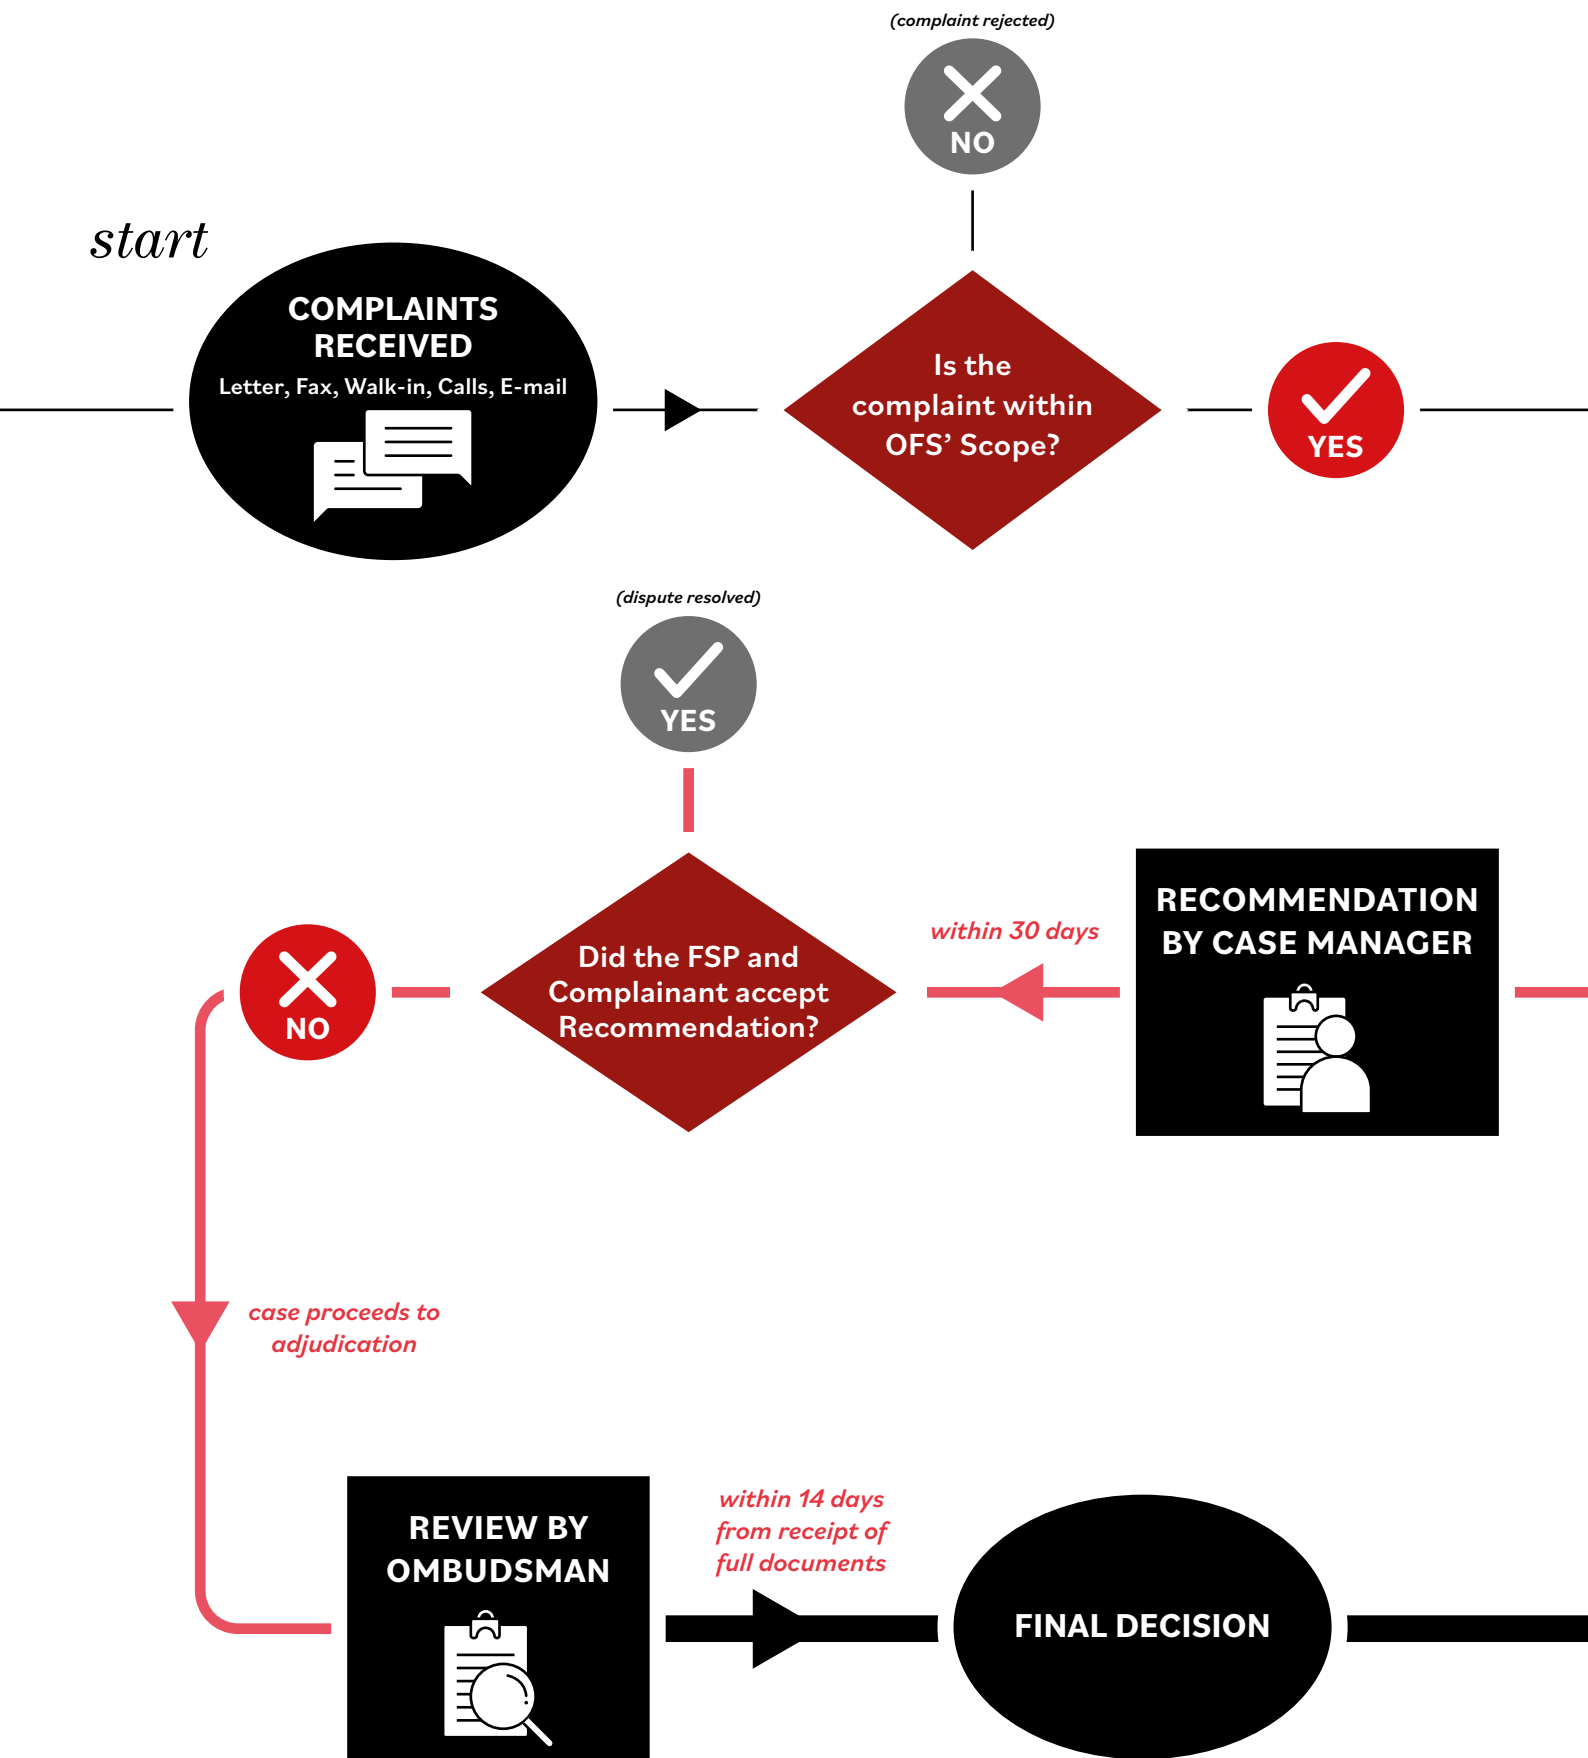 (complaint rejected)
NO
start
COMPLAINTS
RECEIVED
Letter, Fax, Walk-in, Calls, E-mail
Is the
complaint within
OFS’ Scope?
YES
(dispute resolved)
YES
RECOMMENDATION
BY CASE MANAGER
within 30 days
Did the FSP and
Complainant accept
Recommendation?
NO
case proceeds to
adjudication
REVIEW BY
OMBUDSMAN
within 14 days
from receipt of
full documents
FINAL DECISION